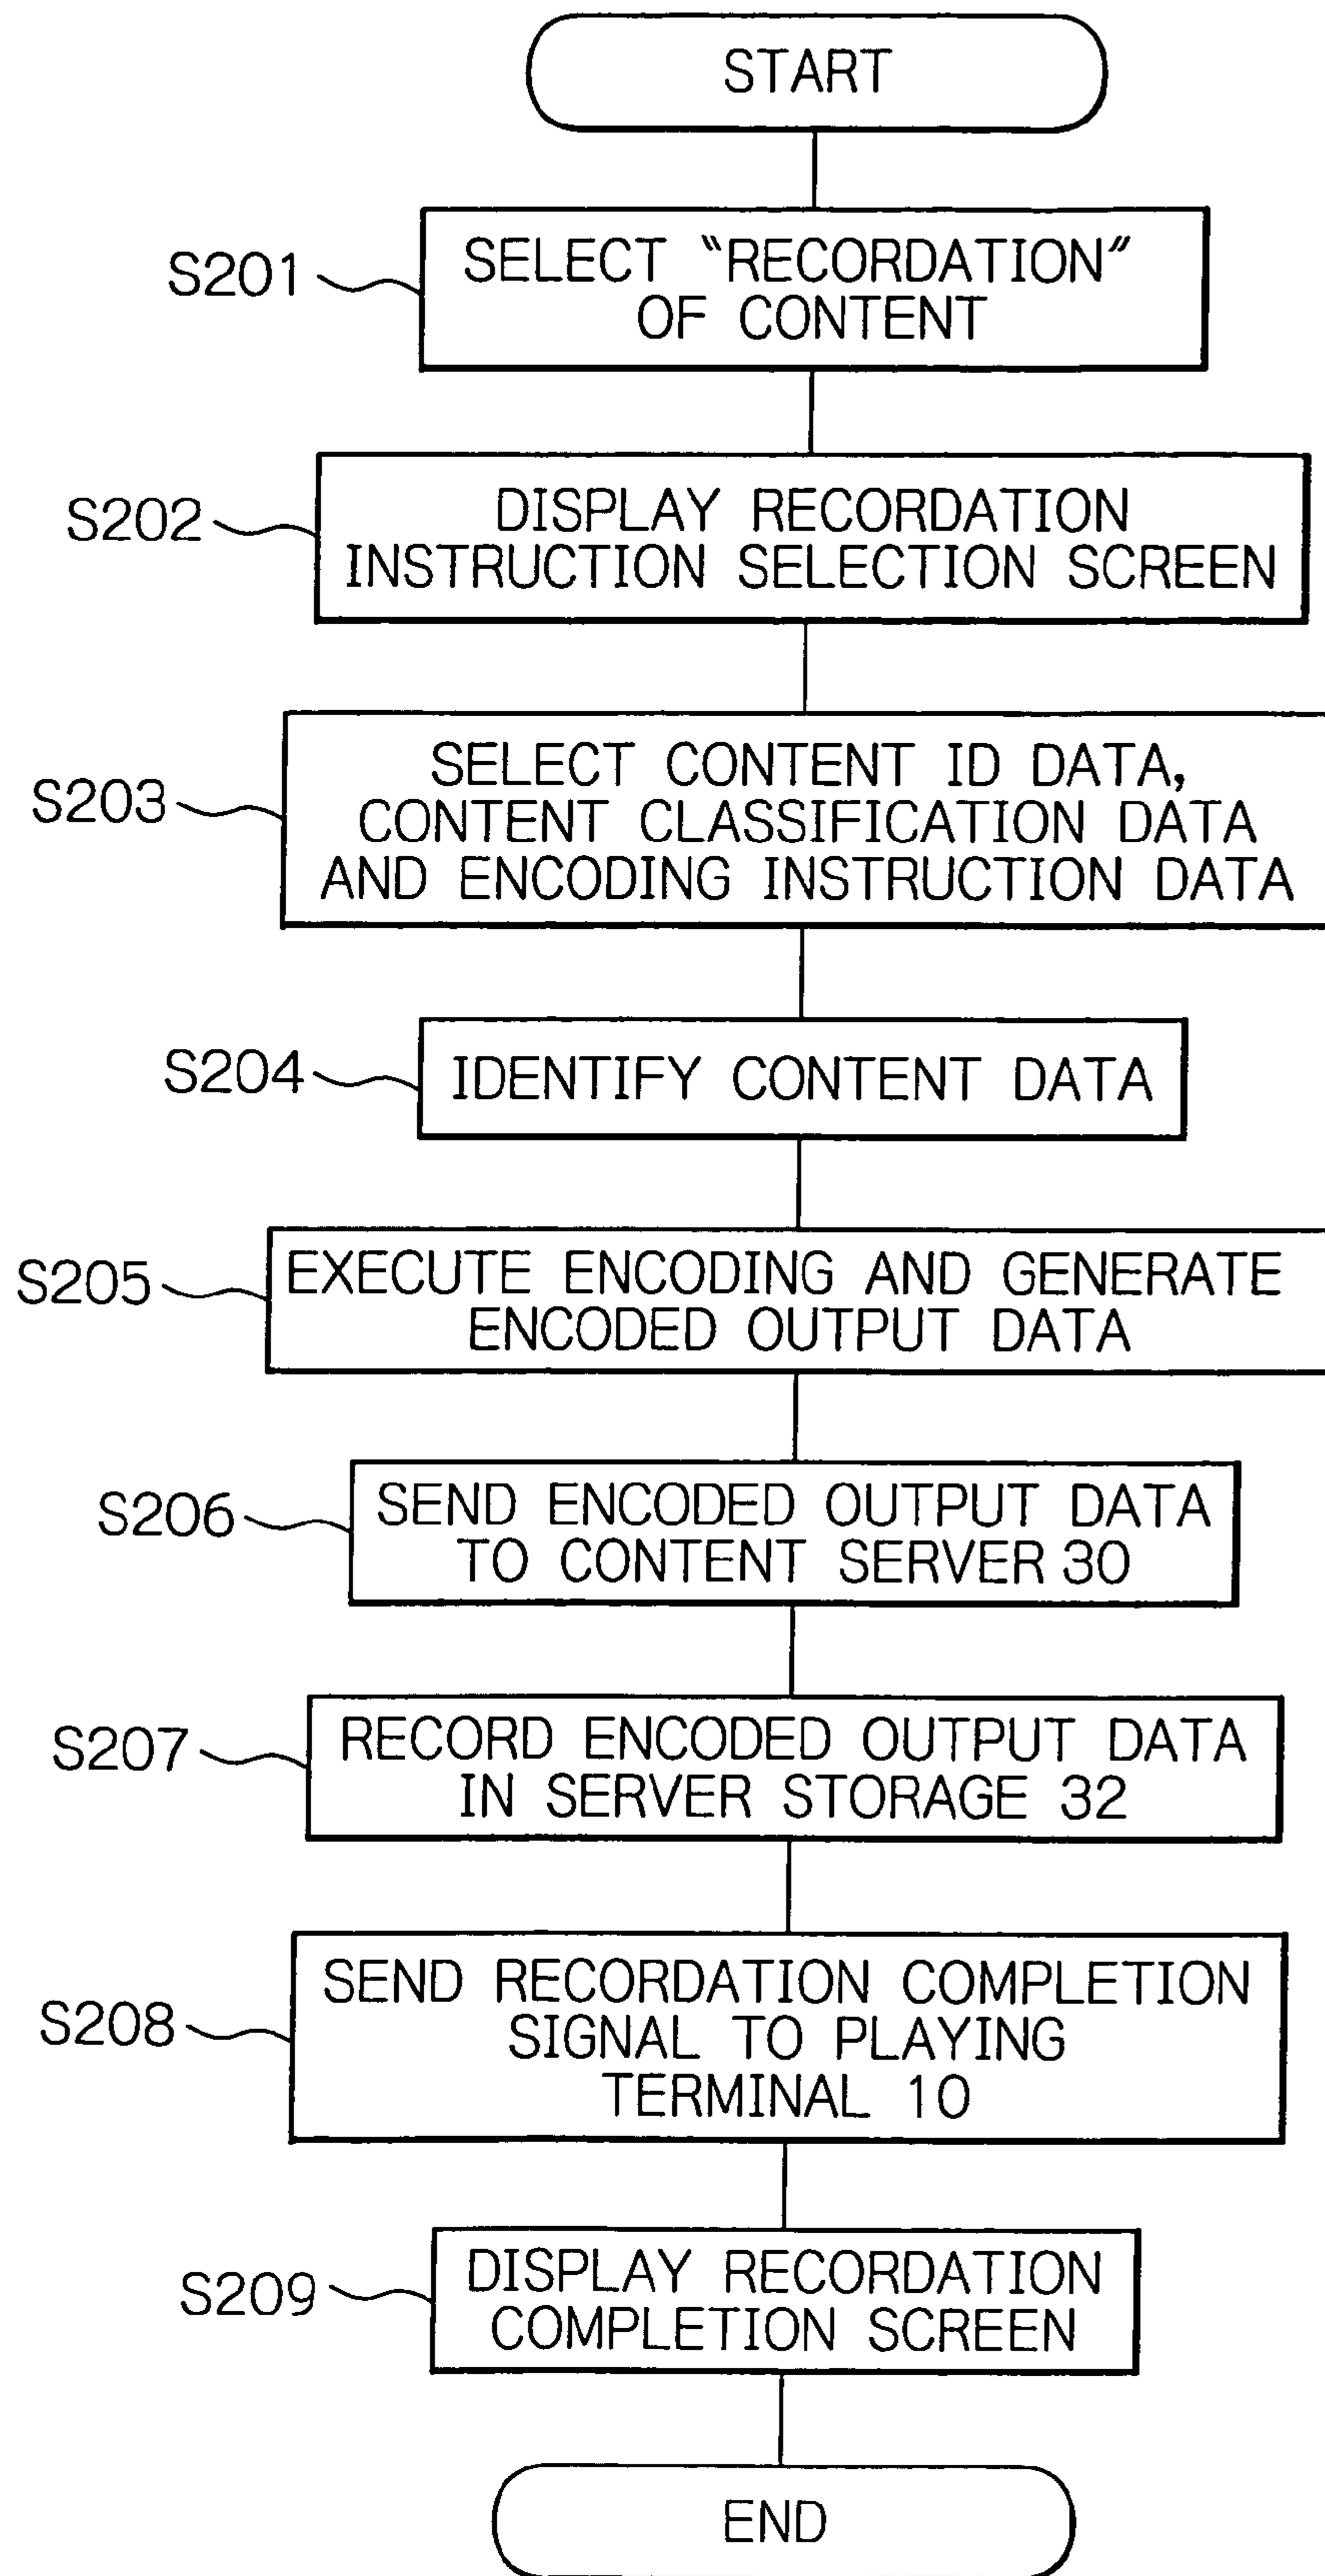 START
S201
SELECT "RECORDATION"
OF CONTENT
S202
DISPLAY RECORDATION
INSTRUCTION SELECTION SCREEN
S203
SELECT CONTENT ID DATA,
CONTENT CLASSIFICATION DATA
AND ENCODING INSTRUCTION DATA
S204
IDENTIFY CONTENT DATA
S205
EXECUTE ENCODING AND GENERATE
ENCODED OUTPUT DATA
S206
SEND ENCODED OUTPUT DATA
TO CONTENT SERVER 30
S207
RECORD ENCODED OUTPUT DATA
IN SERVER STORAGE 32
S208
SEND RECORDATION COMPLETION
SIGNAL TO PLAYING
TERMINAL 10
S209
DISPLAY RECORDATION
COMPLETION SCREEN
END